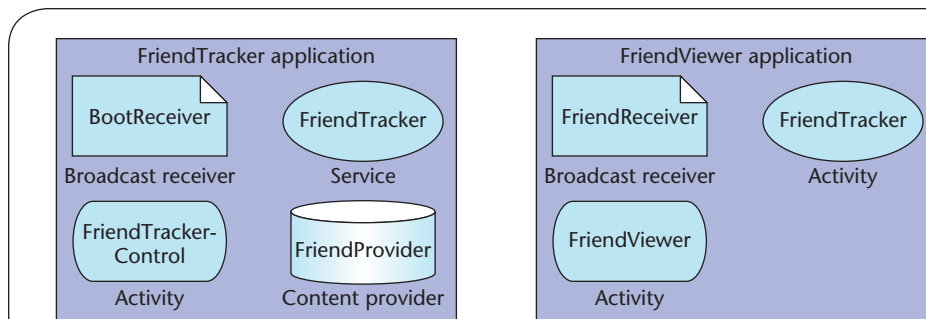 FriendTracker application
BootReceiver
Broadcast receiver
FriendTracker
Service
FriendTracker-
Control
Activity
FriendProvider
Content provider
FriendViewer application
FriendReceiver
Broadcast receiver
FriendTracker
Activity
FriendViewer
Activity